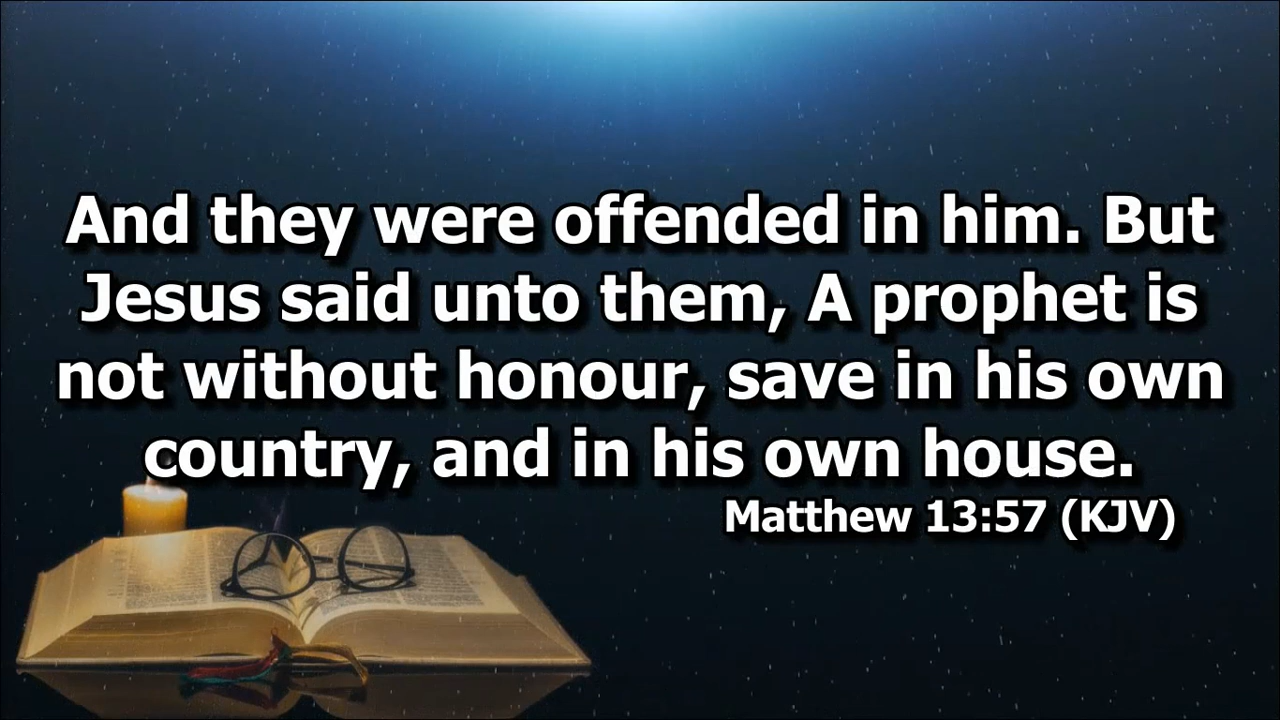 And they were offended in him. But
Jesus said unto them, A prophet is
not without honour, save in his own
country, and in his own house.
Matthew 13:57 (KJV)